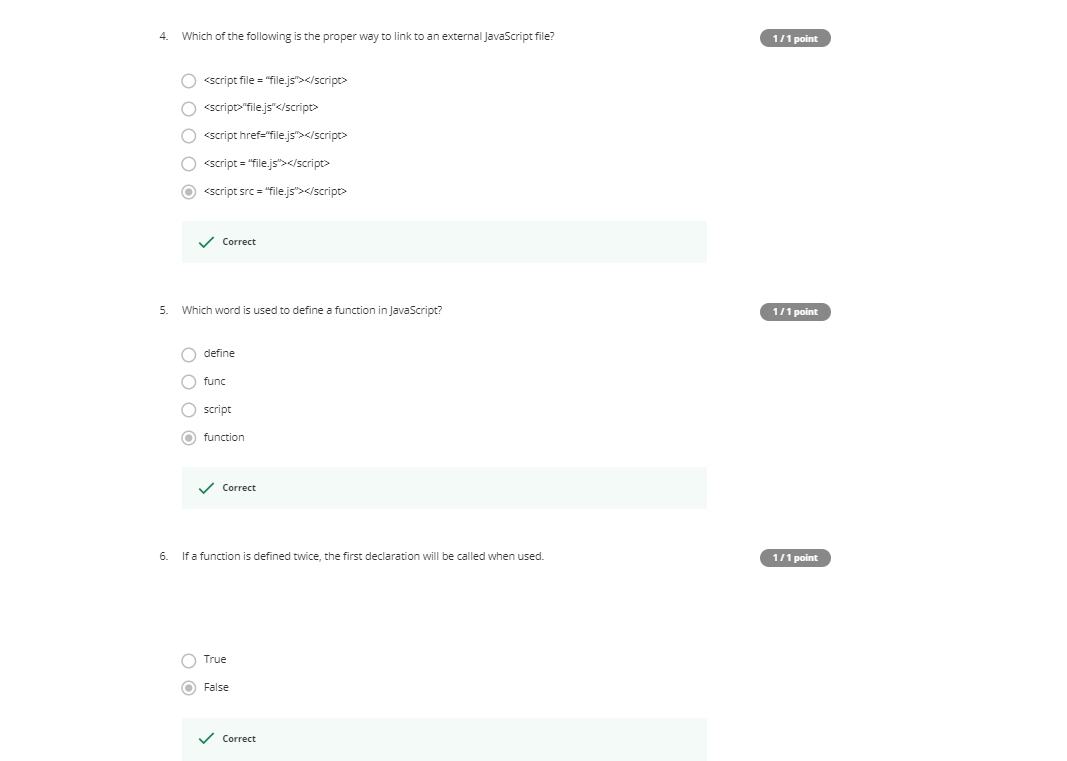 4. Which of the following is the proper way to link to an external JavaScript file?
1 / 1 point
<script file = "file.js"></script>
<script>"file.js"</script>
<script href="file.js"></script>
<script = "file.js"></script>
<script src = "file.js"></script>
Correct
5. Which word is used to define a function in JavaScript?
1 / 1 point
define
func
script
function
Correct
6. If a function is defined twice, the first declaration will be called when used.
1 / 1 point
True
False
Correct